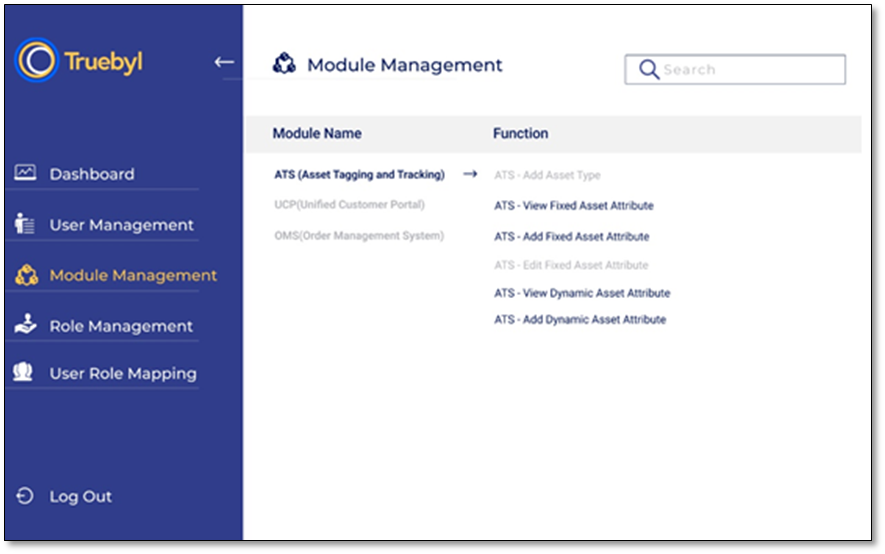 Truebyl
Dashboard
User Management
Module Management
Role Management
User Role Mapping
Log Out
Module Management
Search
Module Name Function
ATS (Asset Tagging and Tracking) → ATS - Add Asset Type
UCP(Unified Customer Portal) ATS - View Fixed Asset Attribute
OMS(Order Management System) ATS - Add Fixed Asset Attribute
ATS - Edit Fixed Asset Attribute
ATS - View Dynamic Asset Attribute
ATS - Add Dynamic Asset Attribute